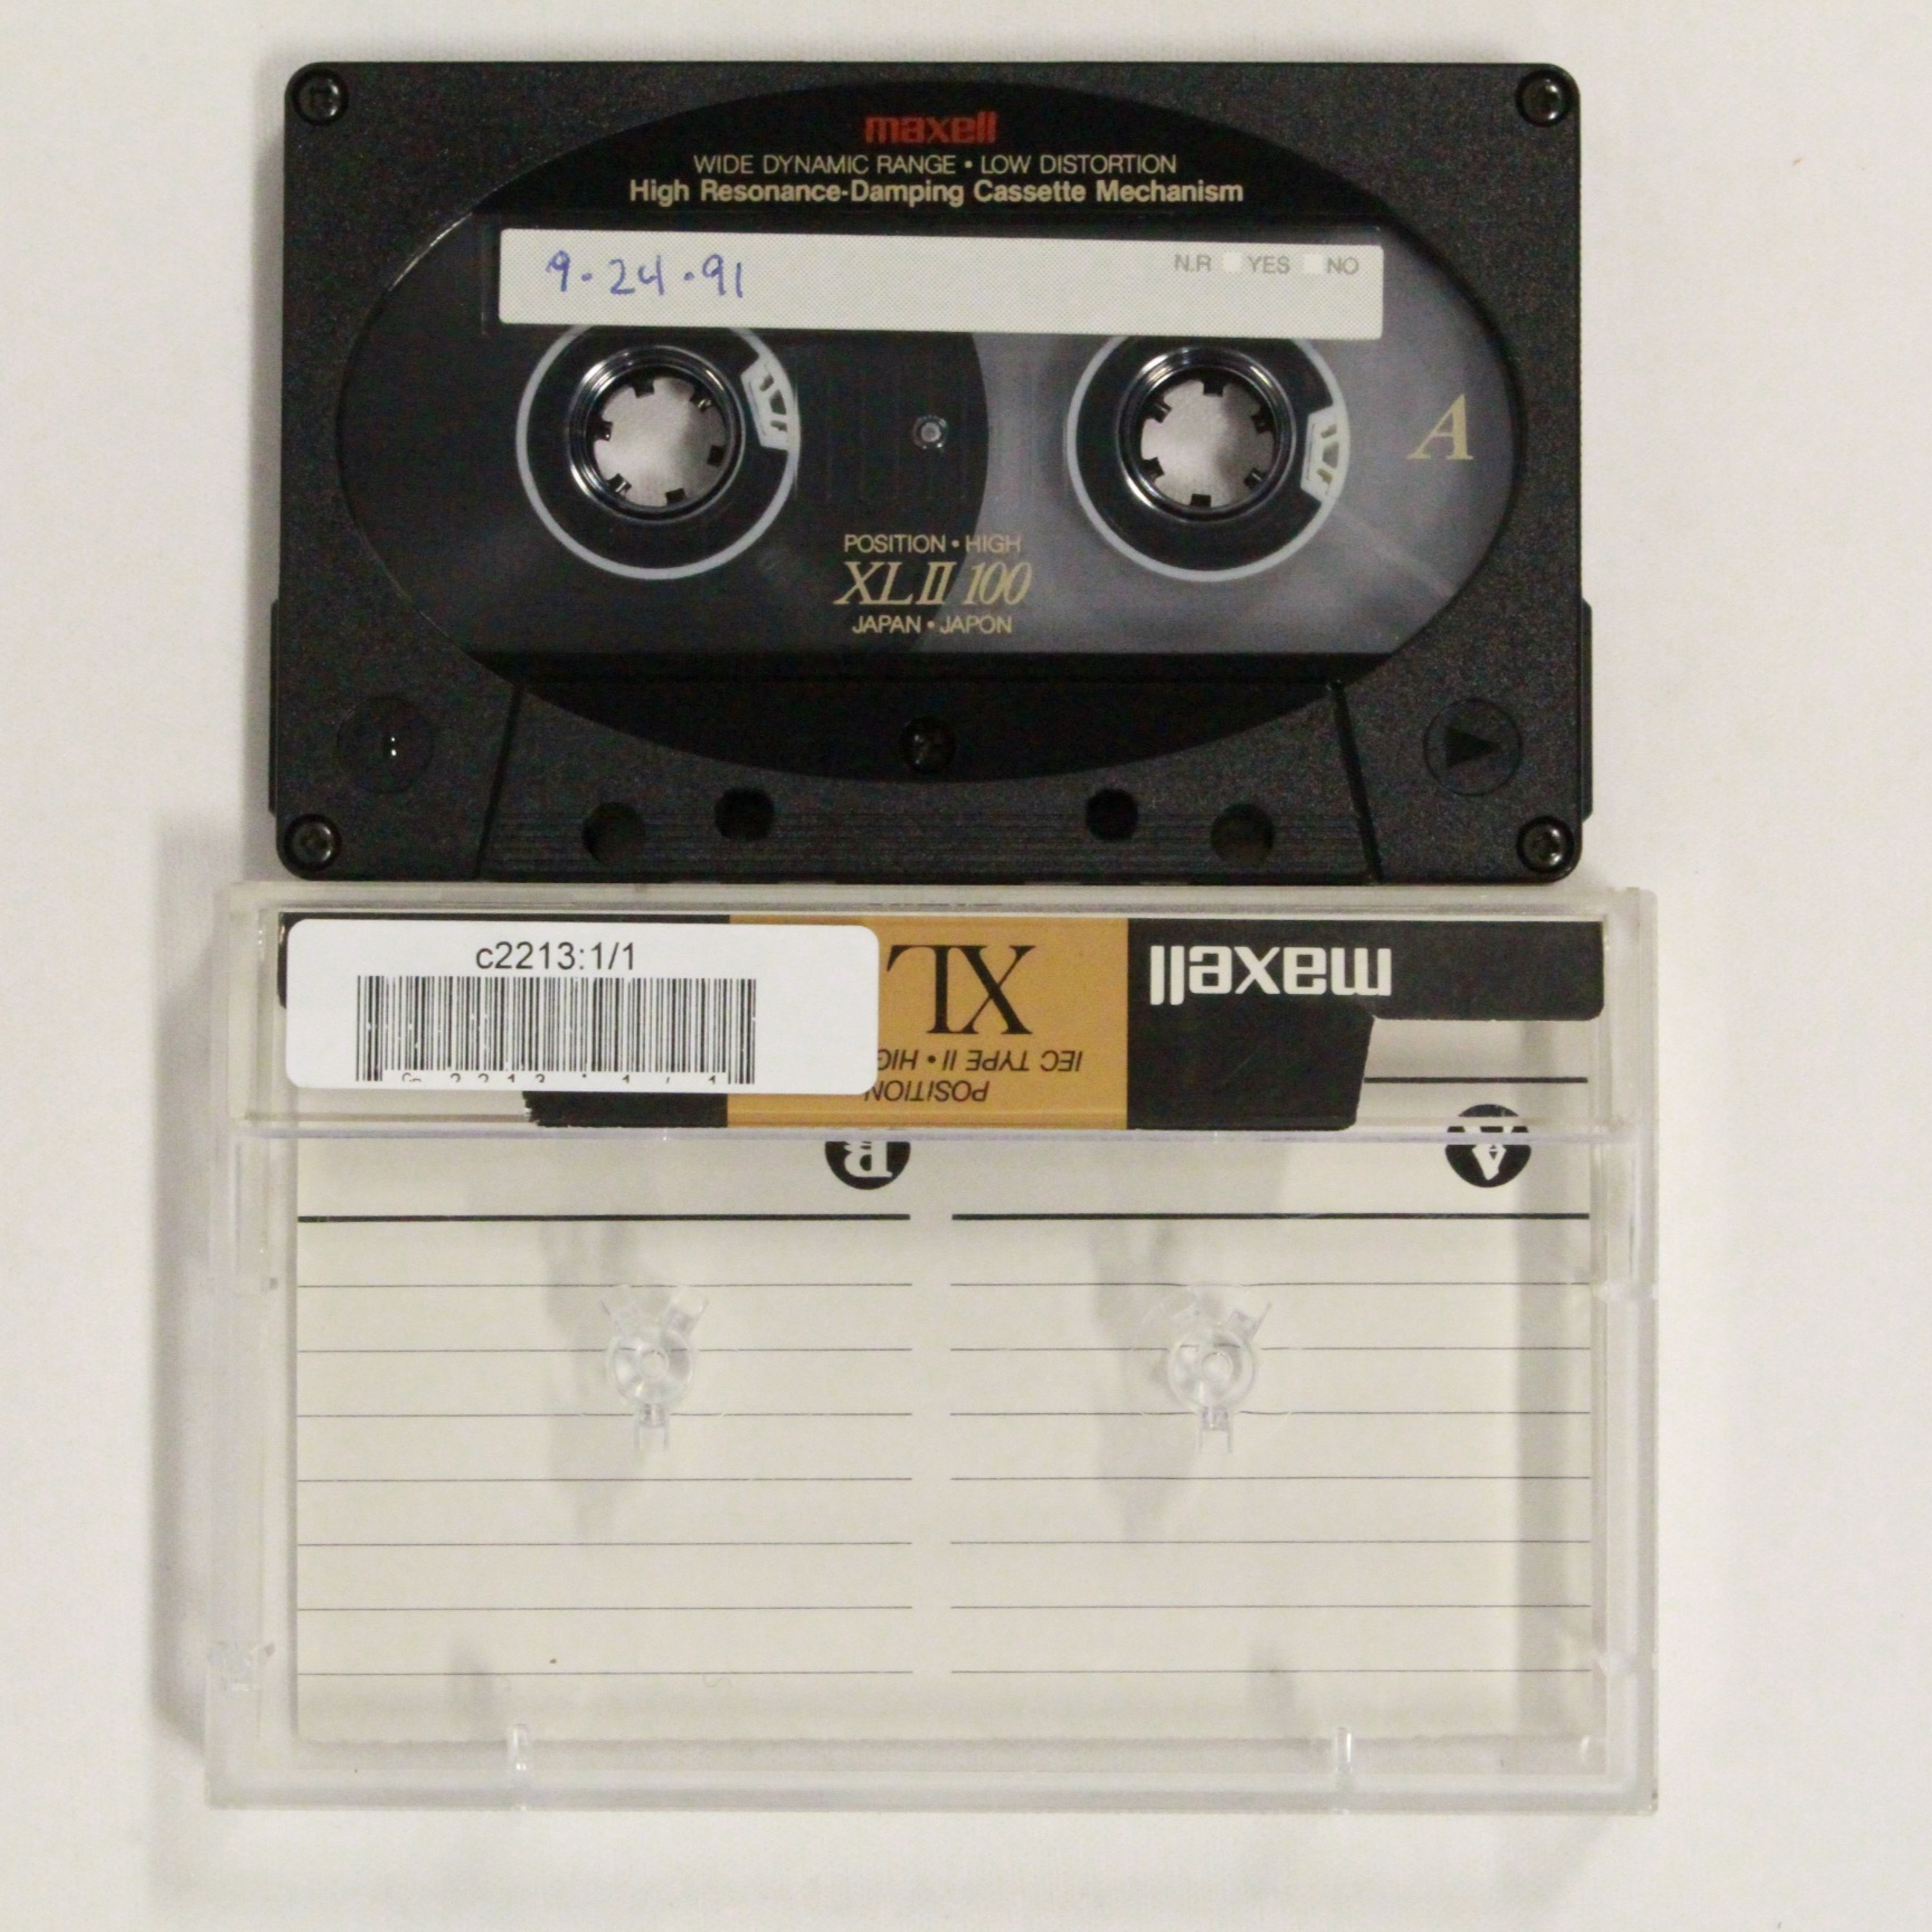 maxell
WIDE DYNAMIC RANGE • LOW DISTORTION
High Resonance-Damping Cassette Mechanism
9·24·91
N.R YES NO
A
POSITION • HIGH
XL II 100
JAPAN • JAPON
c2213:1/1
XL
maxell
IEC TYPE II • HIG
POSITION
B
A